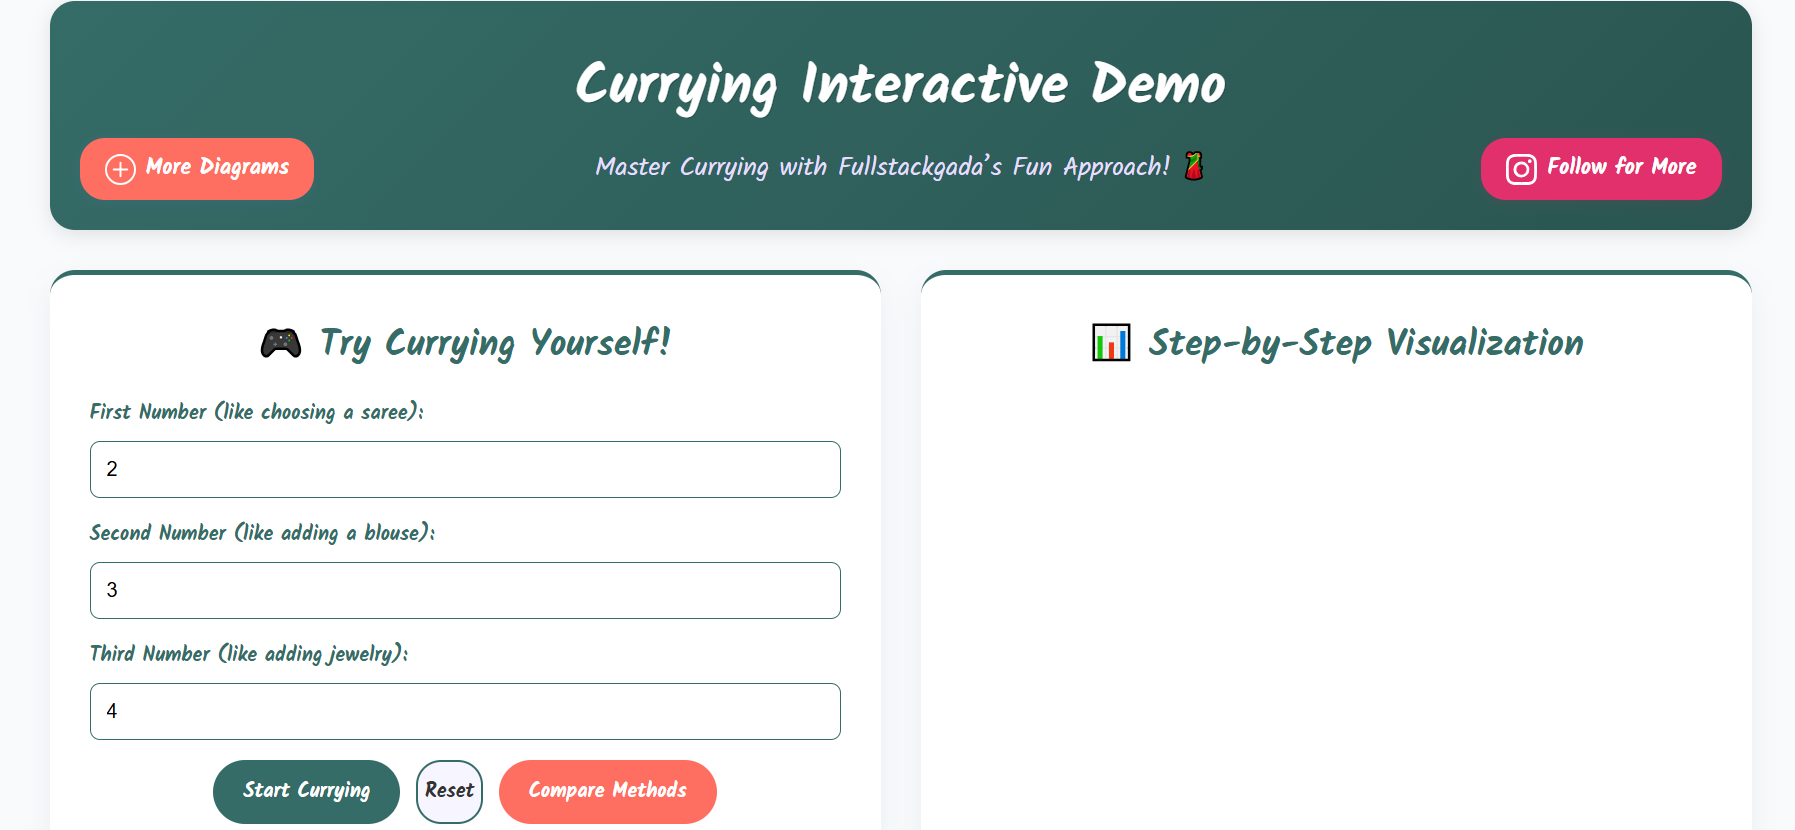 Currying Interactive Demo
More Diagrams
Master Currying with Fullstackgada's Fun Approach!
Follow for More
Try Currying Yourself!
First Number (like choosing a saree):
2
Second Number (like adding a blouse):
3
Third Number (like adding jewelry):
4
Start Currying
Reset
Compare Methods
Step-by-Step Visualization